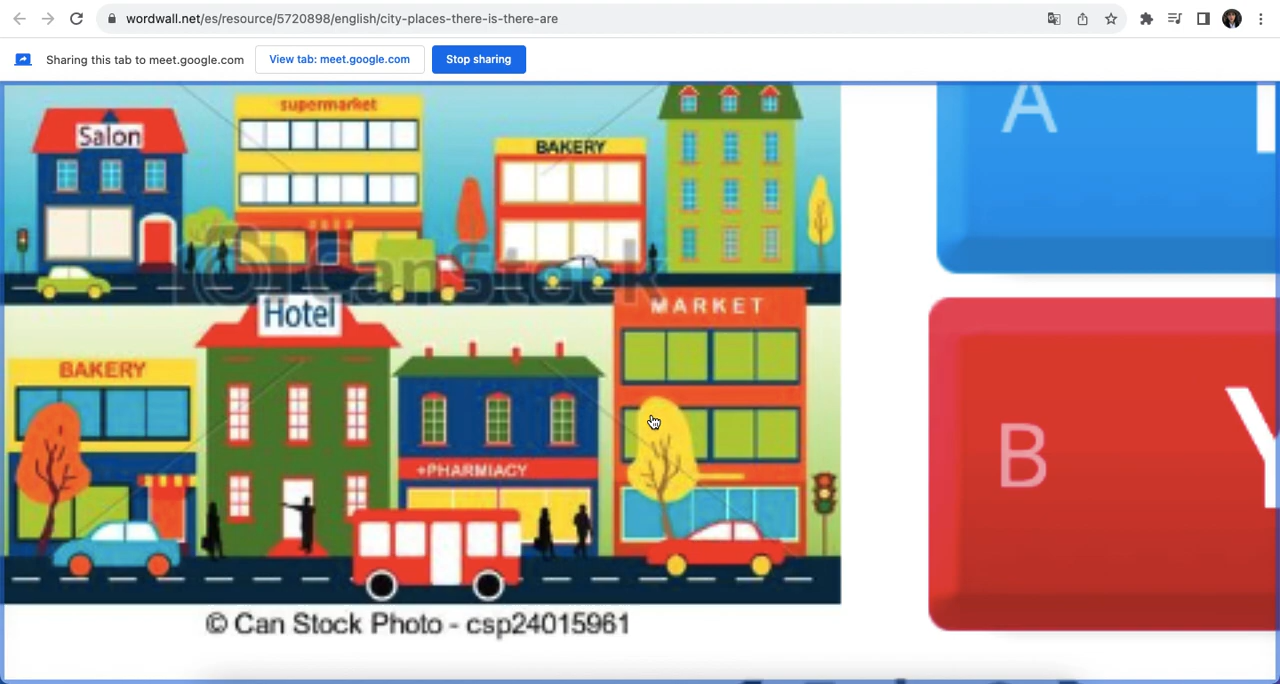 wordwall.net/es/resource/5720898/english/city-places-there-is-there-are
Sharing this tab to meet.google.com
View tab: meet.google.com
Stop sharing
supermarket
Salon
BAKERY
A
CanStock
Hotel
MARKET
BAKERY
+PHARMIACY
B
Y
© Can Stock Photo - csp24015961